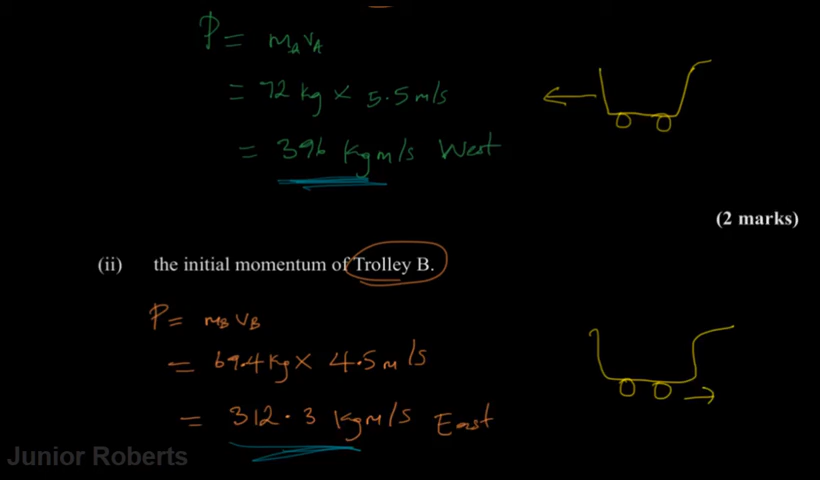 P = mAvA
= 72 kg × 5.5 m/s
= 396 Kgm/s West
(2 marks)
(ii) the initial momentum of Trolley B.
P = mBvB
= 69.4 kg × 4.5 m/s
= 312.3 Kgm/s East
Junior Roberts